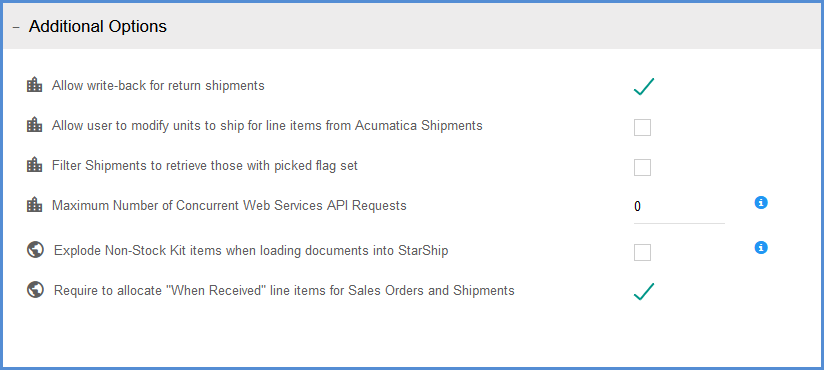 − Additional Options
Allow write-back for return shipments
Allow user to modify units to ship for line items from Acumatica Shipments
Filter Shipments to retrieve those with picked flag set
Maximum Number of Concurrent Web Services API Requests 0
Explode Non-Stock Kit items when loading documents into StarShip
Require to allocate "When Received" line items for Sales Orders and Shipments